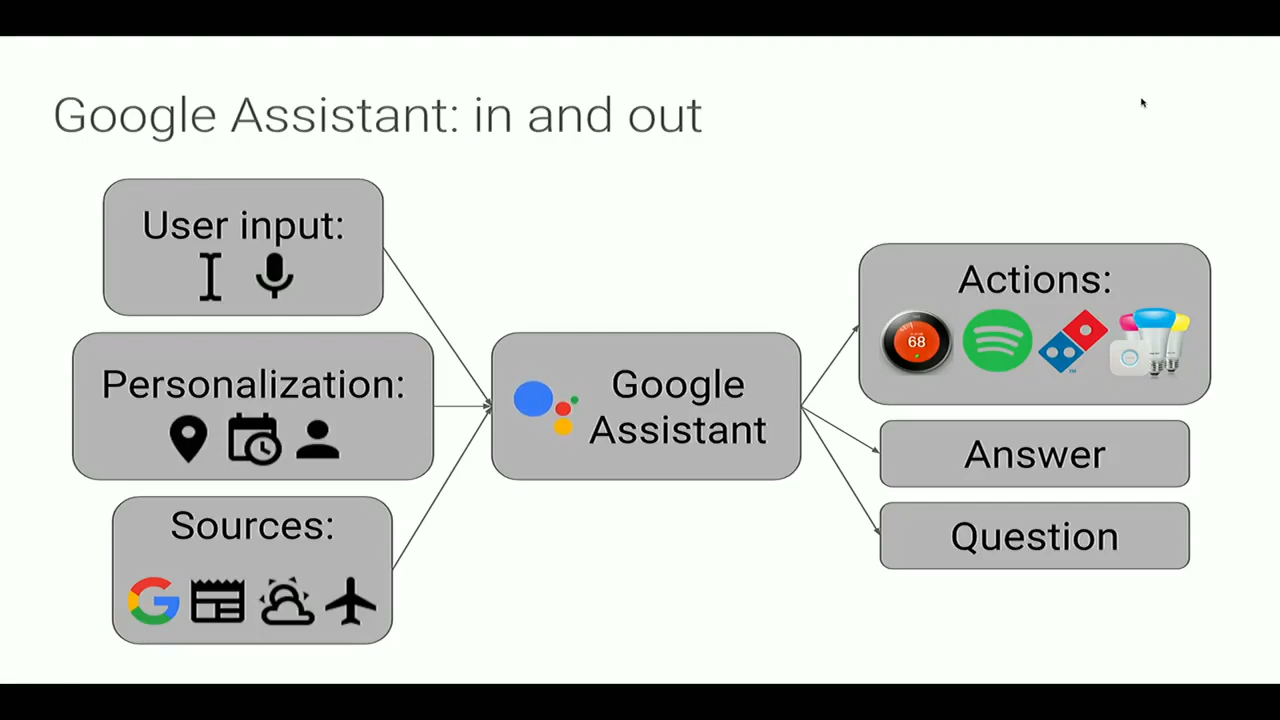 Google Assistant: in and out
User input:
Personalization:
Sources:
Google
Assistant
Actions:
68
Answer
Question